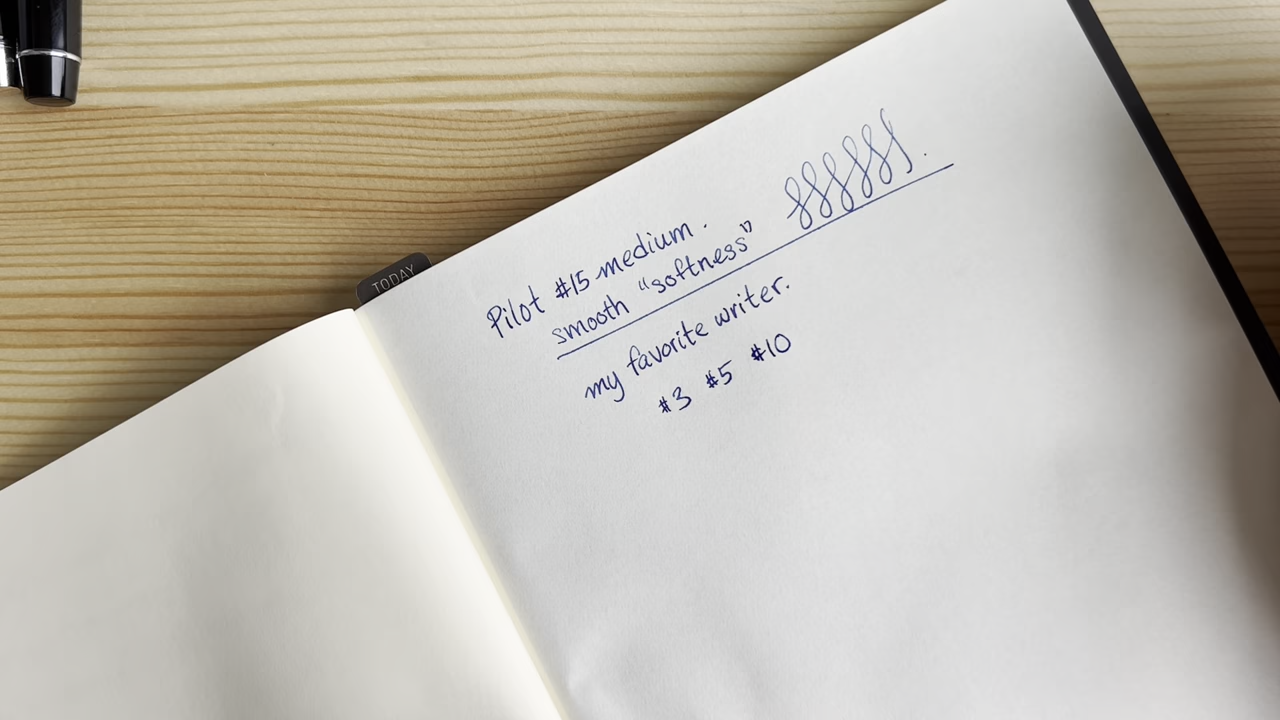 TODAY
Pilot #15 medium.
smooth "softness"
my favorite writer.
#3 #5 #10